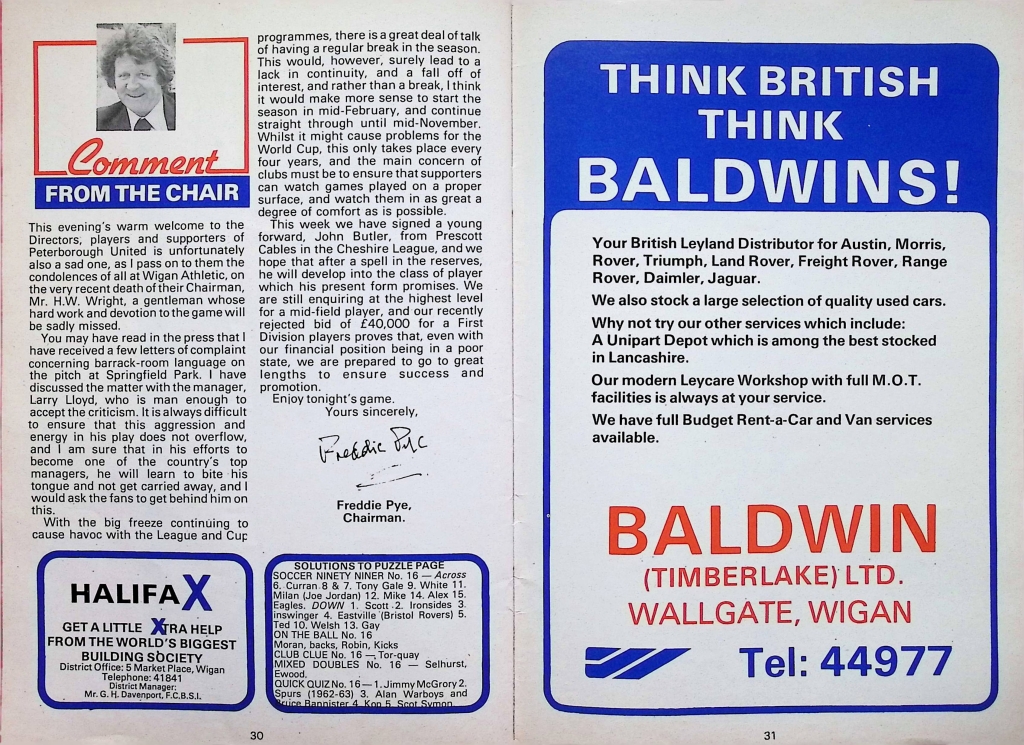 Comment
FROM THE CHAIR
This evening's warm welcome to the
Directors, players and supporters of
Peterborough United is unfortunately
also a sad one, as I pass on to them the
condolences of all at Wigan Athletic, on
the very recent death of their Chairman,
Mr. H.W. Wright, a gentleman whose
hard work and devotion to the game will
be sadly missed.
You may have read in the press that I
have received a few letters of complaint
concerning barrack-room language on
the pitch at Springfield Park. I have
discussed the matter with the manager,
Larry Lloyd, who is man enough to
accept the criticism. It is always difficult
to ensure that this aggression and
energy in his play does not overflow,
and I am sure that in his efforts to
become one of the country's top
managers, he will learn to bite his
tongue and not get carried away, and I
would ask the fans to get behind him on
this.
With the big freeze continuing to
cause havoc with the League and Cup
programmes, there is a great deal of talk
of having a regular break in the season.
This would, however, surely lead to a
lack in continuity, and a fall off of
interest, and rather than a break, I think
it would make more sense to start the
season in mid-February, and continue
straight through until mid-November.
Whilst it might cause problems for the
World Cup, this only takes place every
four years, and the main concern of
clubs must be to ensure that supporters
can watch games played on a proper
surface, and watch them in as great a
degree of comfort as is possible.
This week we have signed a young
forward, John Butler, from Prescott
Cables in the Cheshire League, and we
hope that after a spell in the reserves,
he will develop into the class of player
which his present form promises. We
are still enquiring at the highest level
for a mid-field player, and our recently
rejected bid of £40,000 for a First
Division players proves that, even with
our financial position being in a poor
state, we are prepared to go to great
lengths to ensure success and
promotion.
Enjoy tonight's game.
Yours sincerely,
Freddie Pye
Freddie Pye,
Chairman.
HALIFAX
GET A LITTLE XTRA HELP
FROM THE WORLD'S BIGGEST
BUILDING SOCIETY
District Office: 5 Market Place, Wigan
Telephone: 41841
District Manager:
Mr. G. H. Davenport, F.C.B.S.I.
SOLUTIONS TO PUZZLE PAGE
SOCCER NINETY NINER No. 16 — Across
6. Curran 8 & 7. Tony Gale 9. White 11.
Milan (Joe Jordan) 12. Mike 14. Alex 15.
Eagles. DOWN 1. Scott 2. Ironsides 3.
inswinger 4. Eastville (Bristol Rovers) 5.
Ted 10. Welsh 13. Gay
ON THE BALL No. 16
Moran, backs, Robin, Kicks
CLUB CLUE No. 16 —, Tor-quay
MIXED DOUBLES No. 16 — Selhurst,
Ewood.
QUICK QUIZ No. 16 — 1. Jimmy McGrory 2.
Spurs (1962-63) 3. Alan Warboys and
Bruce Bannister 4. Kop 5. Scot Symon.
30
THINK BRITISH
THINK
BALDWINS!
Your British Leyland Distributor for Austin, Morris,
Rover, Triumph, Land Rover, Freight Rover, Range
Rover, Daimler, Jaguar.
We also stock a large selection of quality used cars.
Why not try our other services which include:
A Unipart Depot which is among the best stocked
in Lancashire.
Our modern Leycare Workshop with full M.O.T.
facilities is always at your service.
We have full Budget Rent-a-Car and Van services
available.
BALDWIN
(TIMBERLAKE) LTD.
WALLGATE, WIGAN
Tel: 44977
31